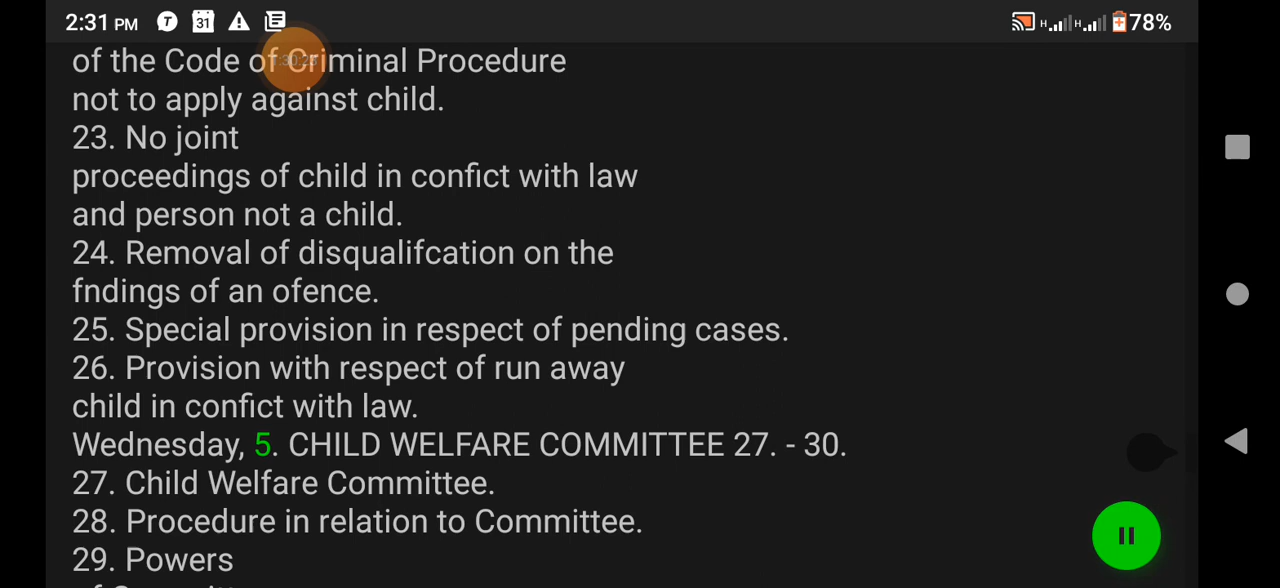 2:31 PM T 31 H H 78%
of the Code of Criminal Procedure
1:30:23
not to apply against child.
23. No joint
proceedings of child in confict with law
and person not a child.
24. Removal of disqualifcation on the
fndings of an ofence.
25. Special provision in respect of pending cases.
26. Provision with respect of run away
child in confict with law.
Wednesday, 5. CHILD WELFARE COMMITTEE 27. - 30.
27. Child Welfare Committee.
28. Procedure in relation to Committee.
29. Powers